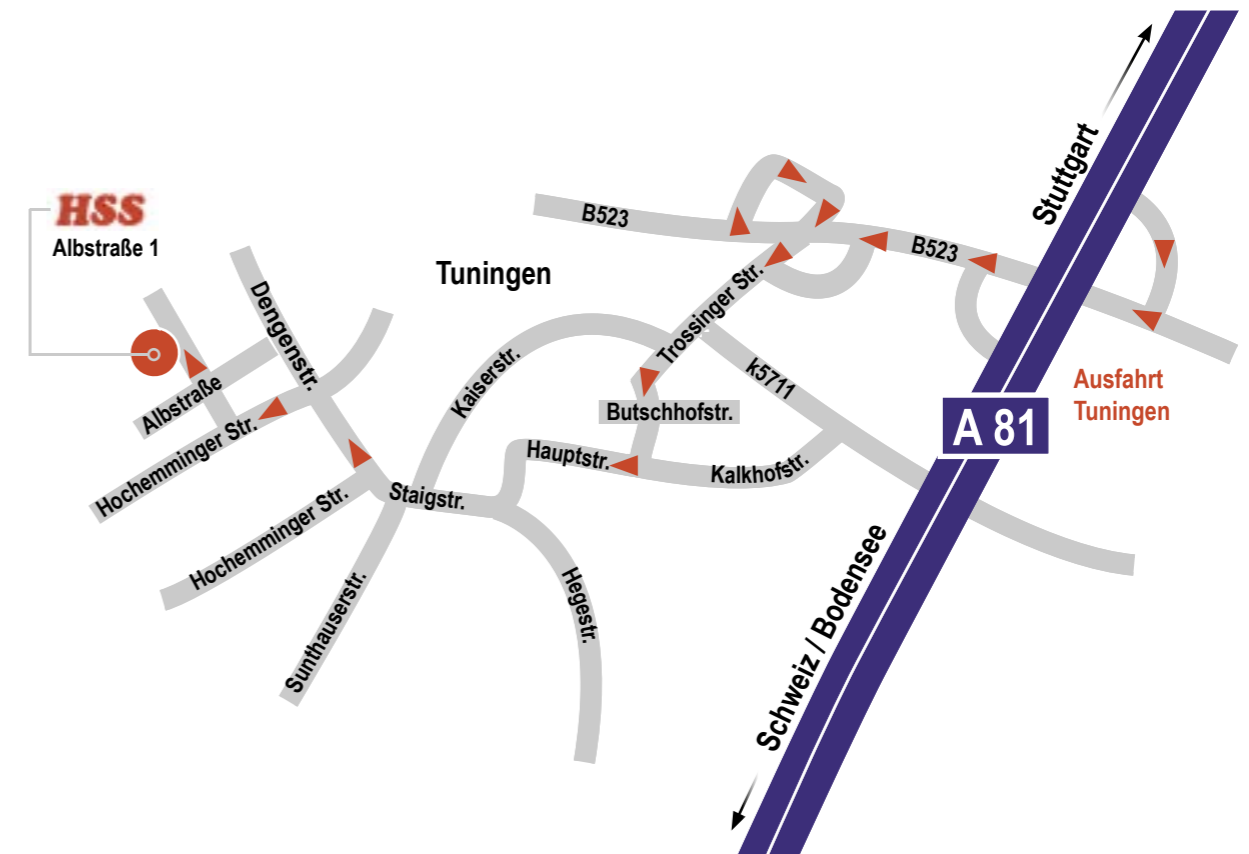 Stuttgart
HSS
Albstraße 1
B523
B523
Tuningen
Dengenstr.
Trossinger Str.
Kaiserstr.
k5711
Ausfahrt
Tuningen
Albstraße
Butschhofstr.
A 81
Hochemminger Str.
Hauptstr.
Kalkhofstr.
Staigstr.
Hochemminger Str.
Sunthauserstr.
Hegestr.
Schweiz / Bodensee